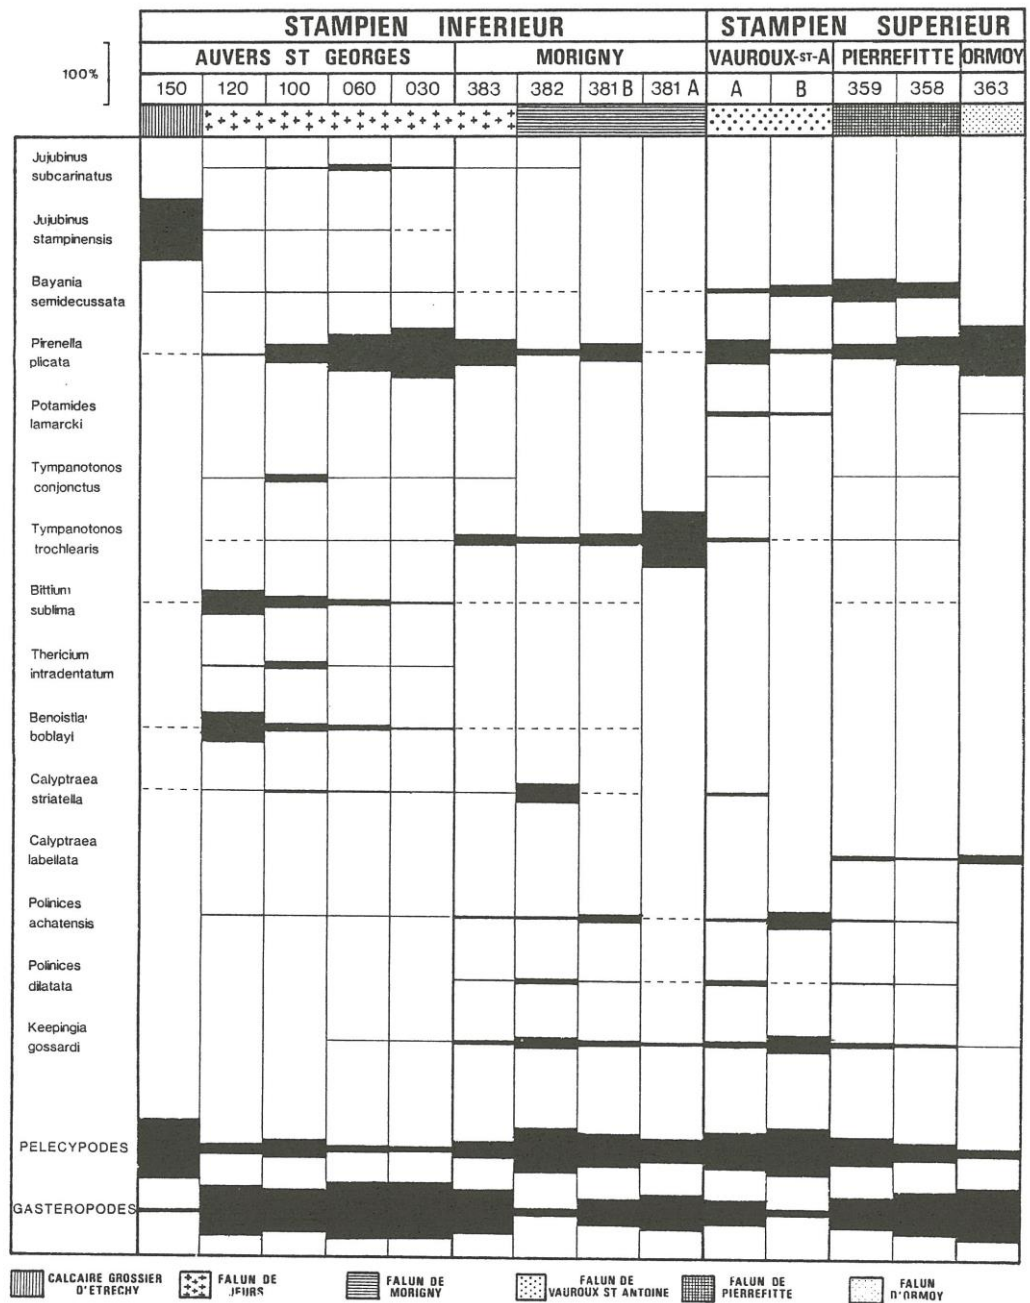 STAMPIEN INFERIEUR STAMPIEN SUPERIEUR
AUVERS ST GEORGES MORIGNY VAUROUX-ST-A PIERREFITTE ORMOY
100%
150 120 100 060 030 383 382 381 B 381 A A B 359 358 363
Jujubinus
subcarinatus
Jujubinus
stampinensis
Bayania
semidecussata
Pirenella
plicata
Potamides
lamarcki
Tympanotonos
conjonctus
Tympanotonos
trochlearis
Bittium
sublima
Thericium
intradentatum
Benoistia
boblayi
Calyptraea
striatella
Calyptraea
labellata
Polinices
achatensis
Polinices
dilatata
Keepingia
gossardi
PELECYPODES
GASTEROPODES
CALCAIRE GROSSIER
D'ETRECHY
FALUN DE
JEURS
FALUN DE
MORIGNY
FALUN DE
VAUROUX ST ANTOINE
FALUN DE
PIERREFITTE
FALUN
D'ORMOY